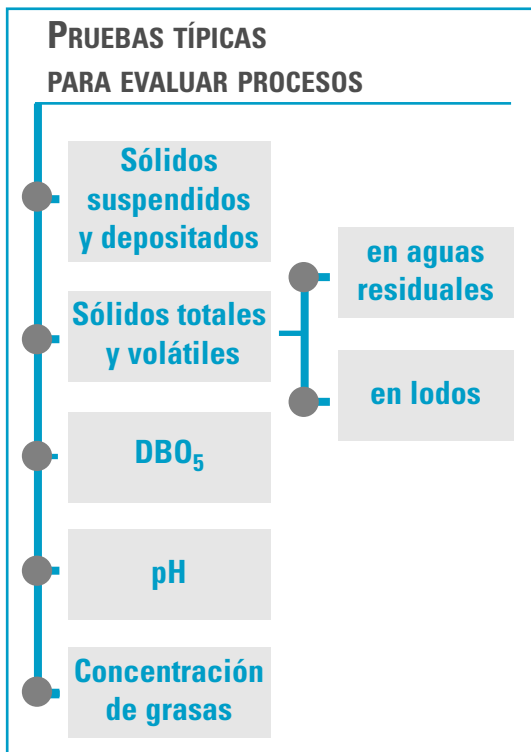 PRUEBAS TÍPICAS
PARA EVALUAR PROCESOS
Sólidos
suspendidos
y depositados
Sólidos totales
y volátiles
en aguas
residuales
en lodos
DBO₅
pH
Concentración
de grasas